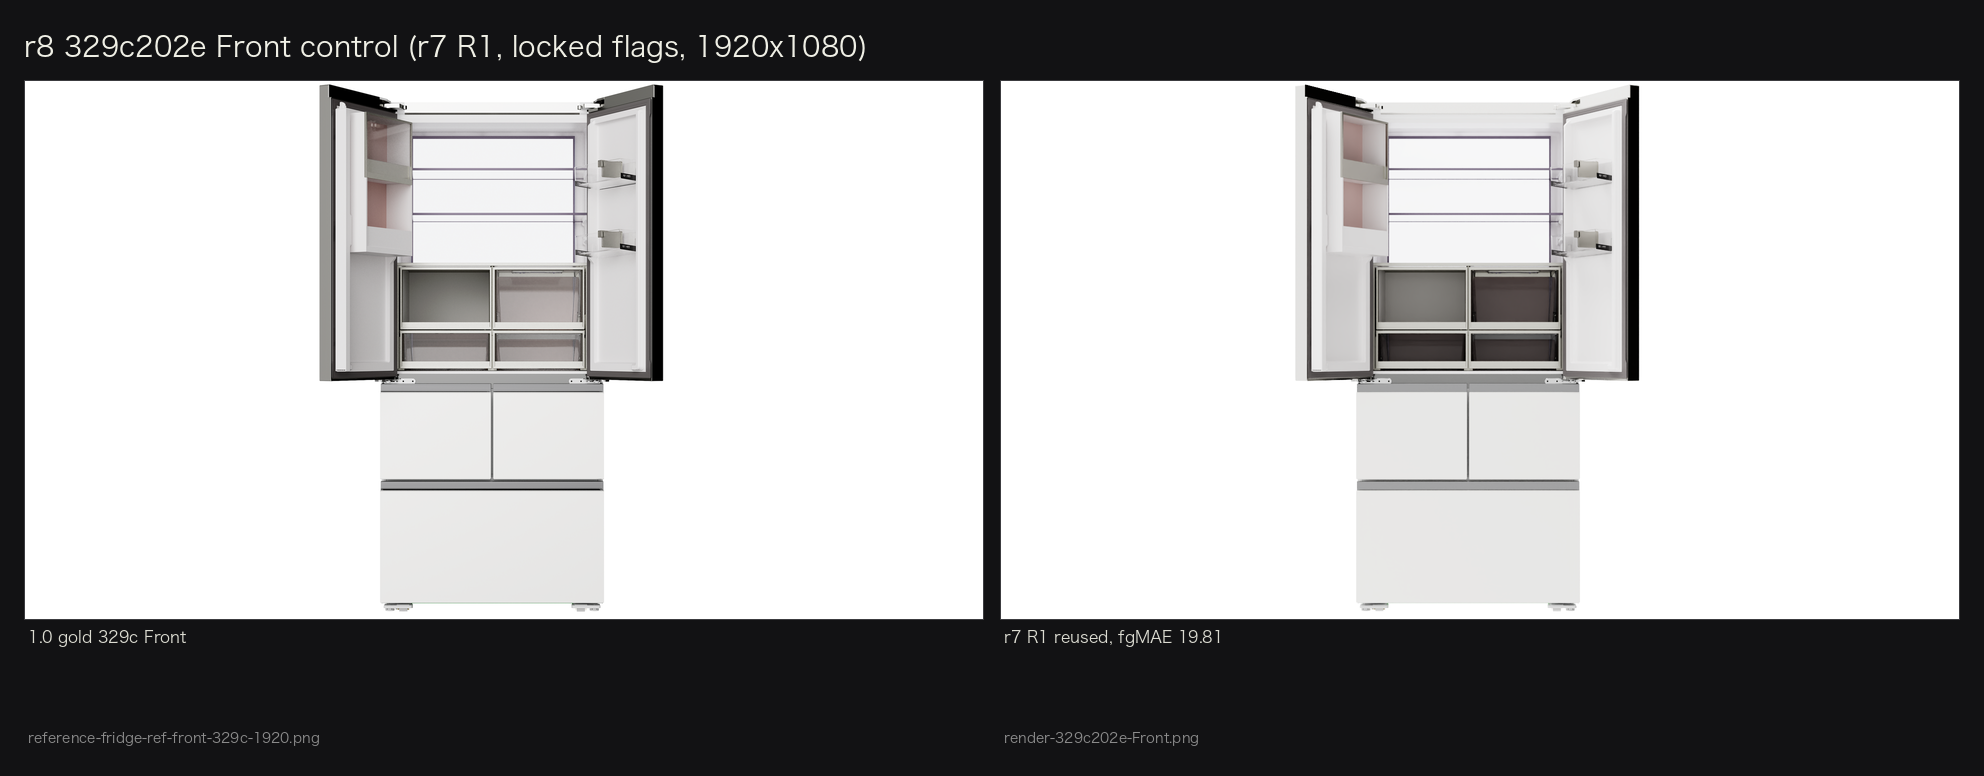 r8 329c202e Front control (r7 R1, locked flags, 1920x1080)
1.0 gold 329c Front
r7 R1 reused, fgMAE 19.81
reference-fridge-ref-front-329c-1920.png
render-329c202e-Front.png